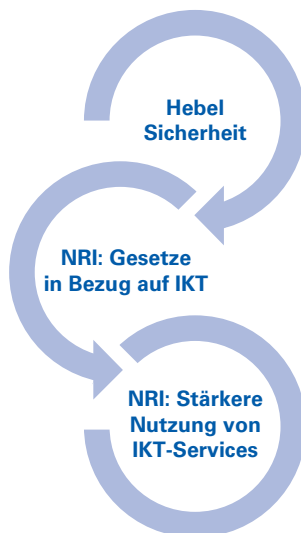 Hebel
Sicherheit
NRI: Gesetze
in Bezug auf IKT
NRI: Stärkere
Nutzung von
IKT-Services